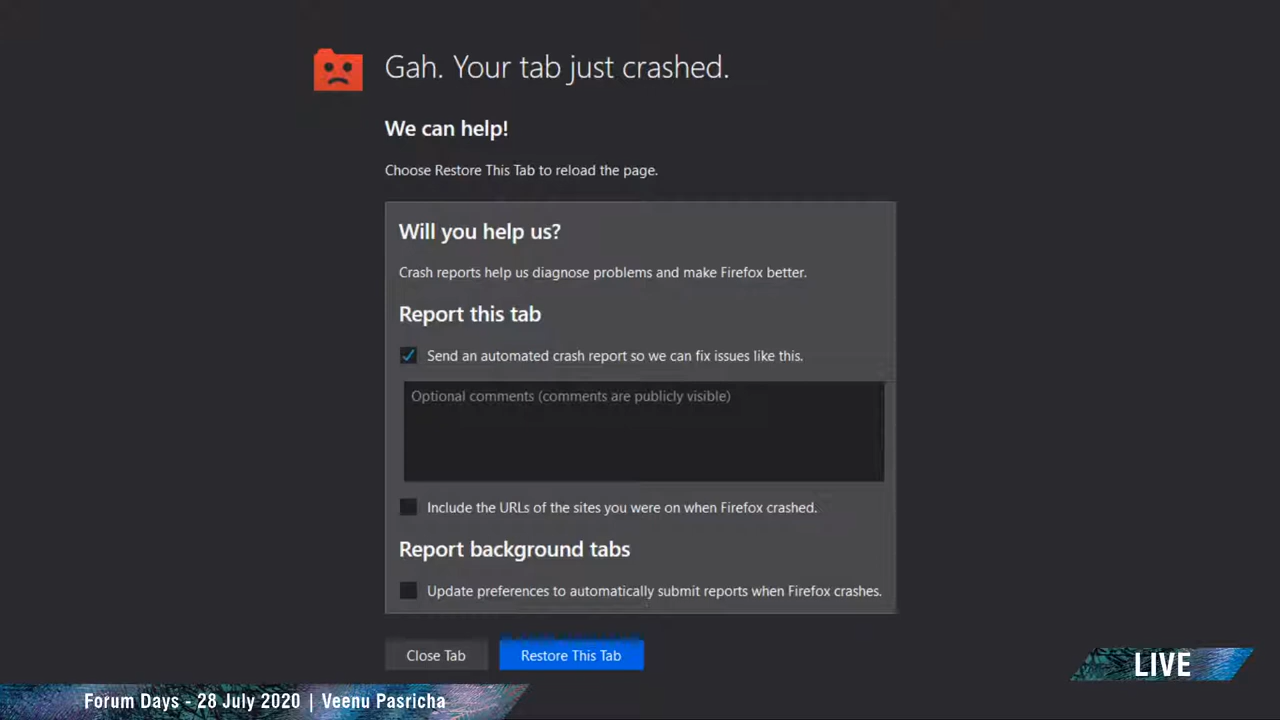 Gah. Your tab just crashed.
We can help!
Choose Restore This Tab to reload the page.
Will you help us?
Crash reports help us diagnose problems and make Firefox better.
Report this tab
Send an automated crash report so we can fix issues like this.
Optional comments (comments are publicly visible)
Include the URLs of the sites you were on when Firefox crashed.
Report background tabs
Update preferences to automatically submit reports when Firefox crashes.
Close Tab
Restore This Tab
LIVE
Forum Days - 28 July 2020 | Veenu Pasricha